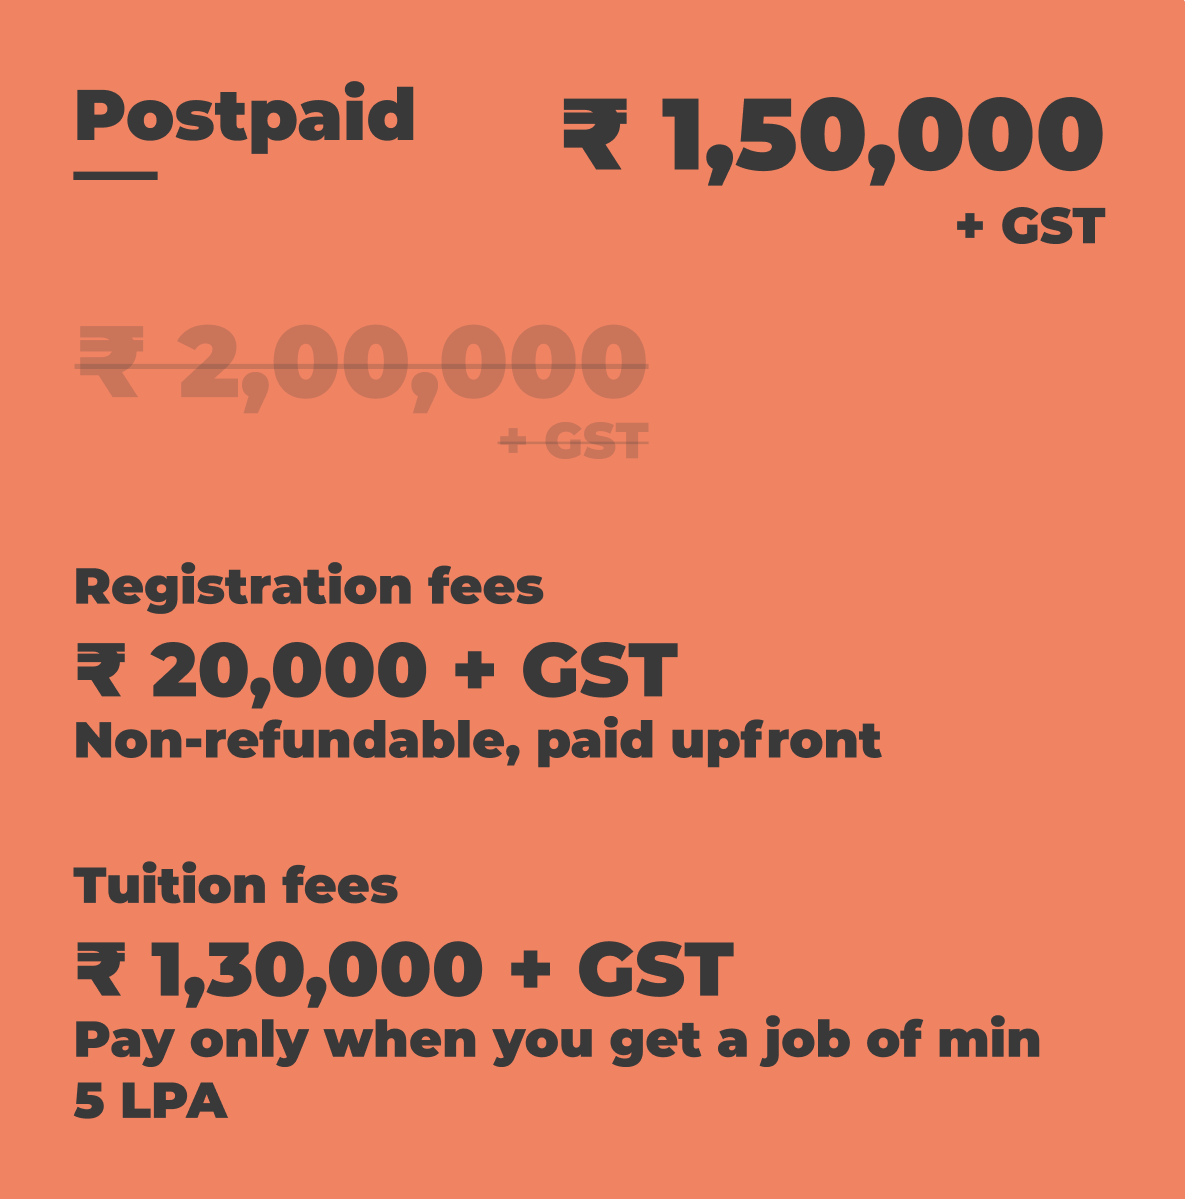 Postpaid
₹ 1,50,000
+ GST
₹ 2,00,000
+ GST
Registration fees
₹ 20,000 + GST
Non-refundable, paid upfront
Tuition fees
₹ 1,30,000 + GST
Pay only when you get a job of min
5 LPA